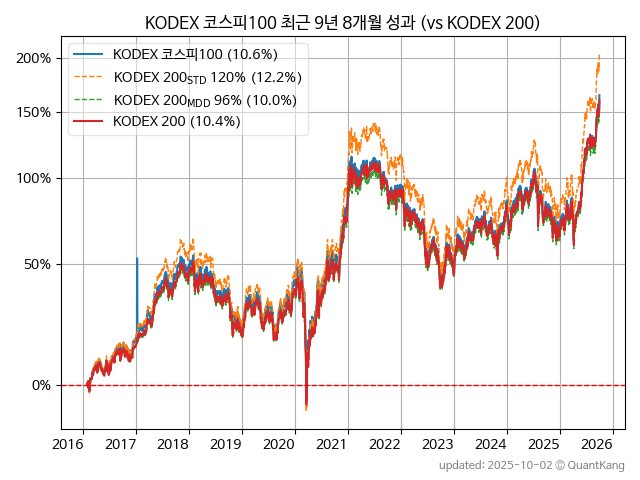 KODEX 코스피100 최근 9년 8개월 성과 (vs KODEX 200)
KODEX 코스피100 (10.6%)
KODEX 200STD 120% (12.2%)
KODEX 200MDD 96% (10.0%)
KODEX 200 (10.4%)
200%
150%
100%
50%
0%
2016 2017 2018 2019 2020 2021 2022 2023 2024 2025 2026
updated: 2025-10-02 © QuantKang